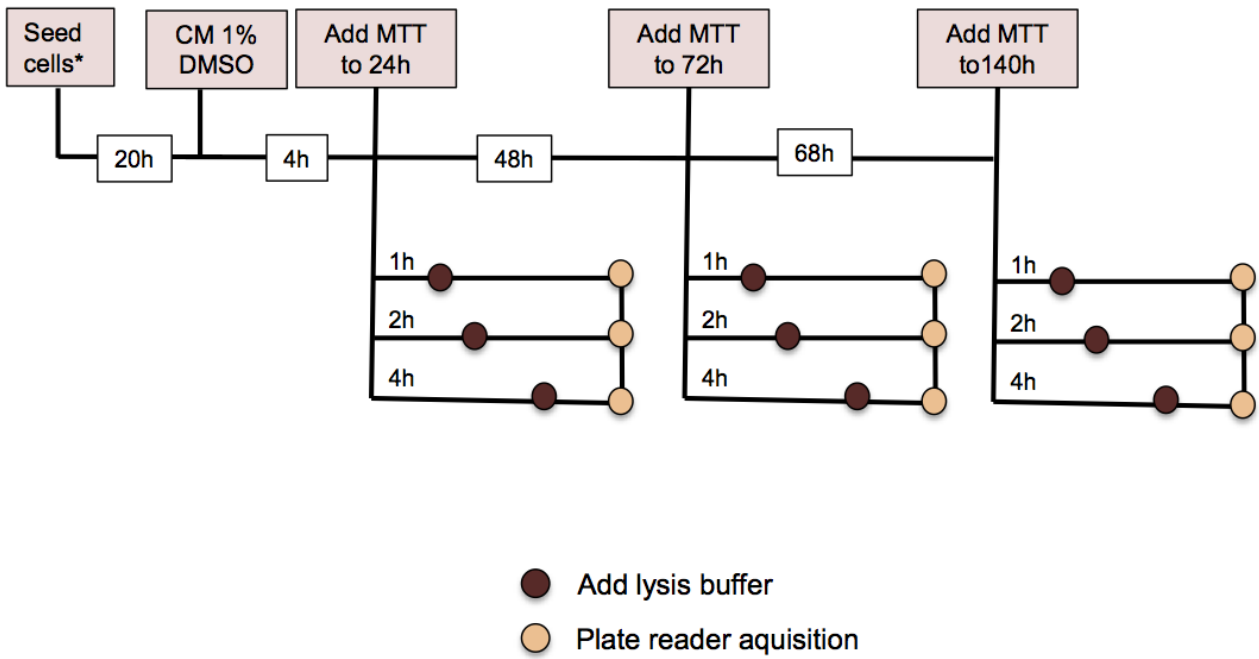 Seed
cells*
CM 1%
DMSO
Add MTT
to 24h
Add MTT
to 72h
Add MTT
to140h
20h
4h
48h
68h
1h
2h
4h
1h
2h
4h
1h
2h
4h
Add lysis buffer
Plate reader aquisition